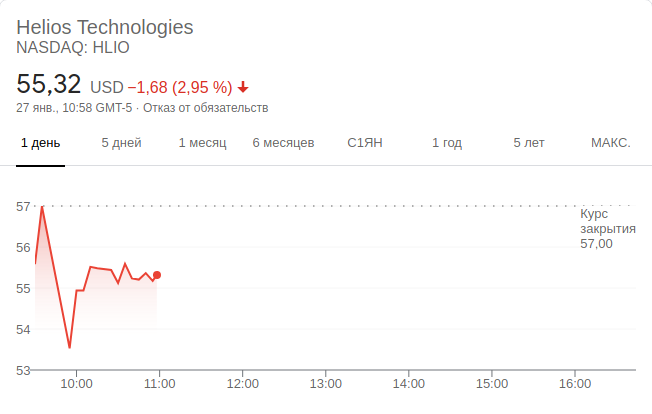 Helios Technologies
NASDAQ: HLIO
55,32 USD −1,68 (2,95 %)
27 янв., 10:58 GMT-5 · Отказ от обязательств
1 день 5 дней 1 месяц 6 месяцев С1ЯН 1 год 5 лет МАКС.
57
Курс
закрытия
57,00
56
55
54
53
10:00 11:00 12:00 13:00 14:00 15:00 16:00